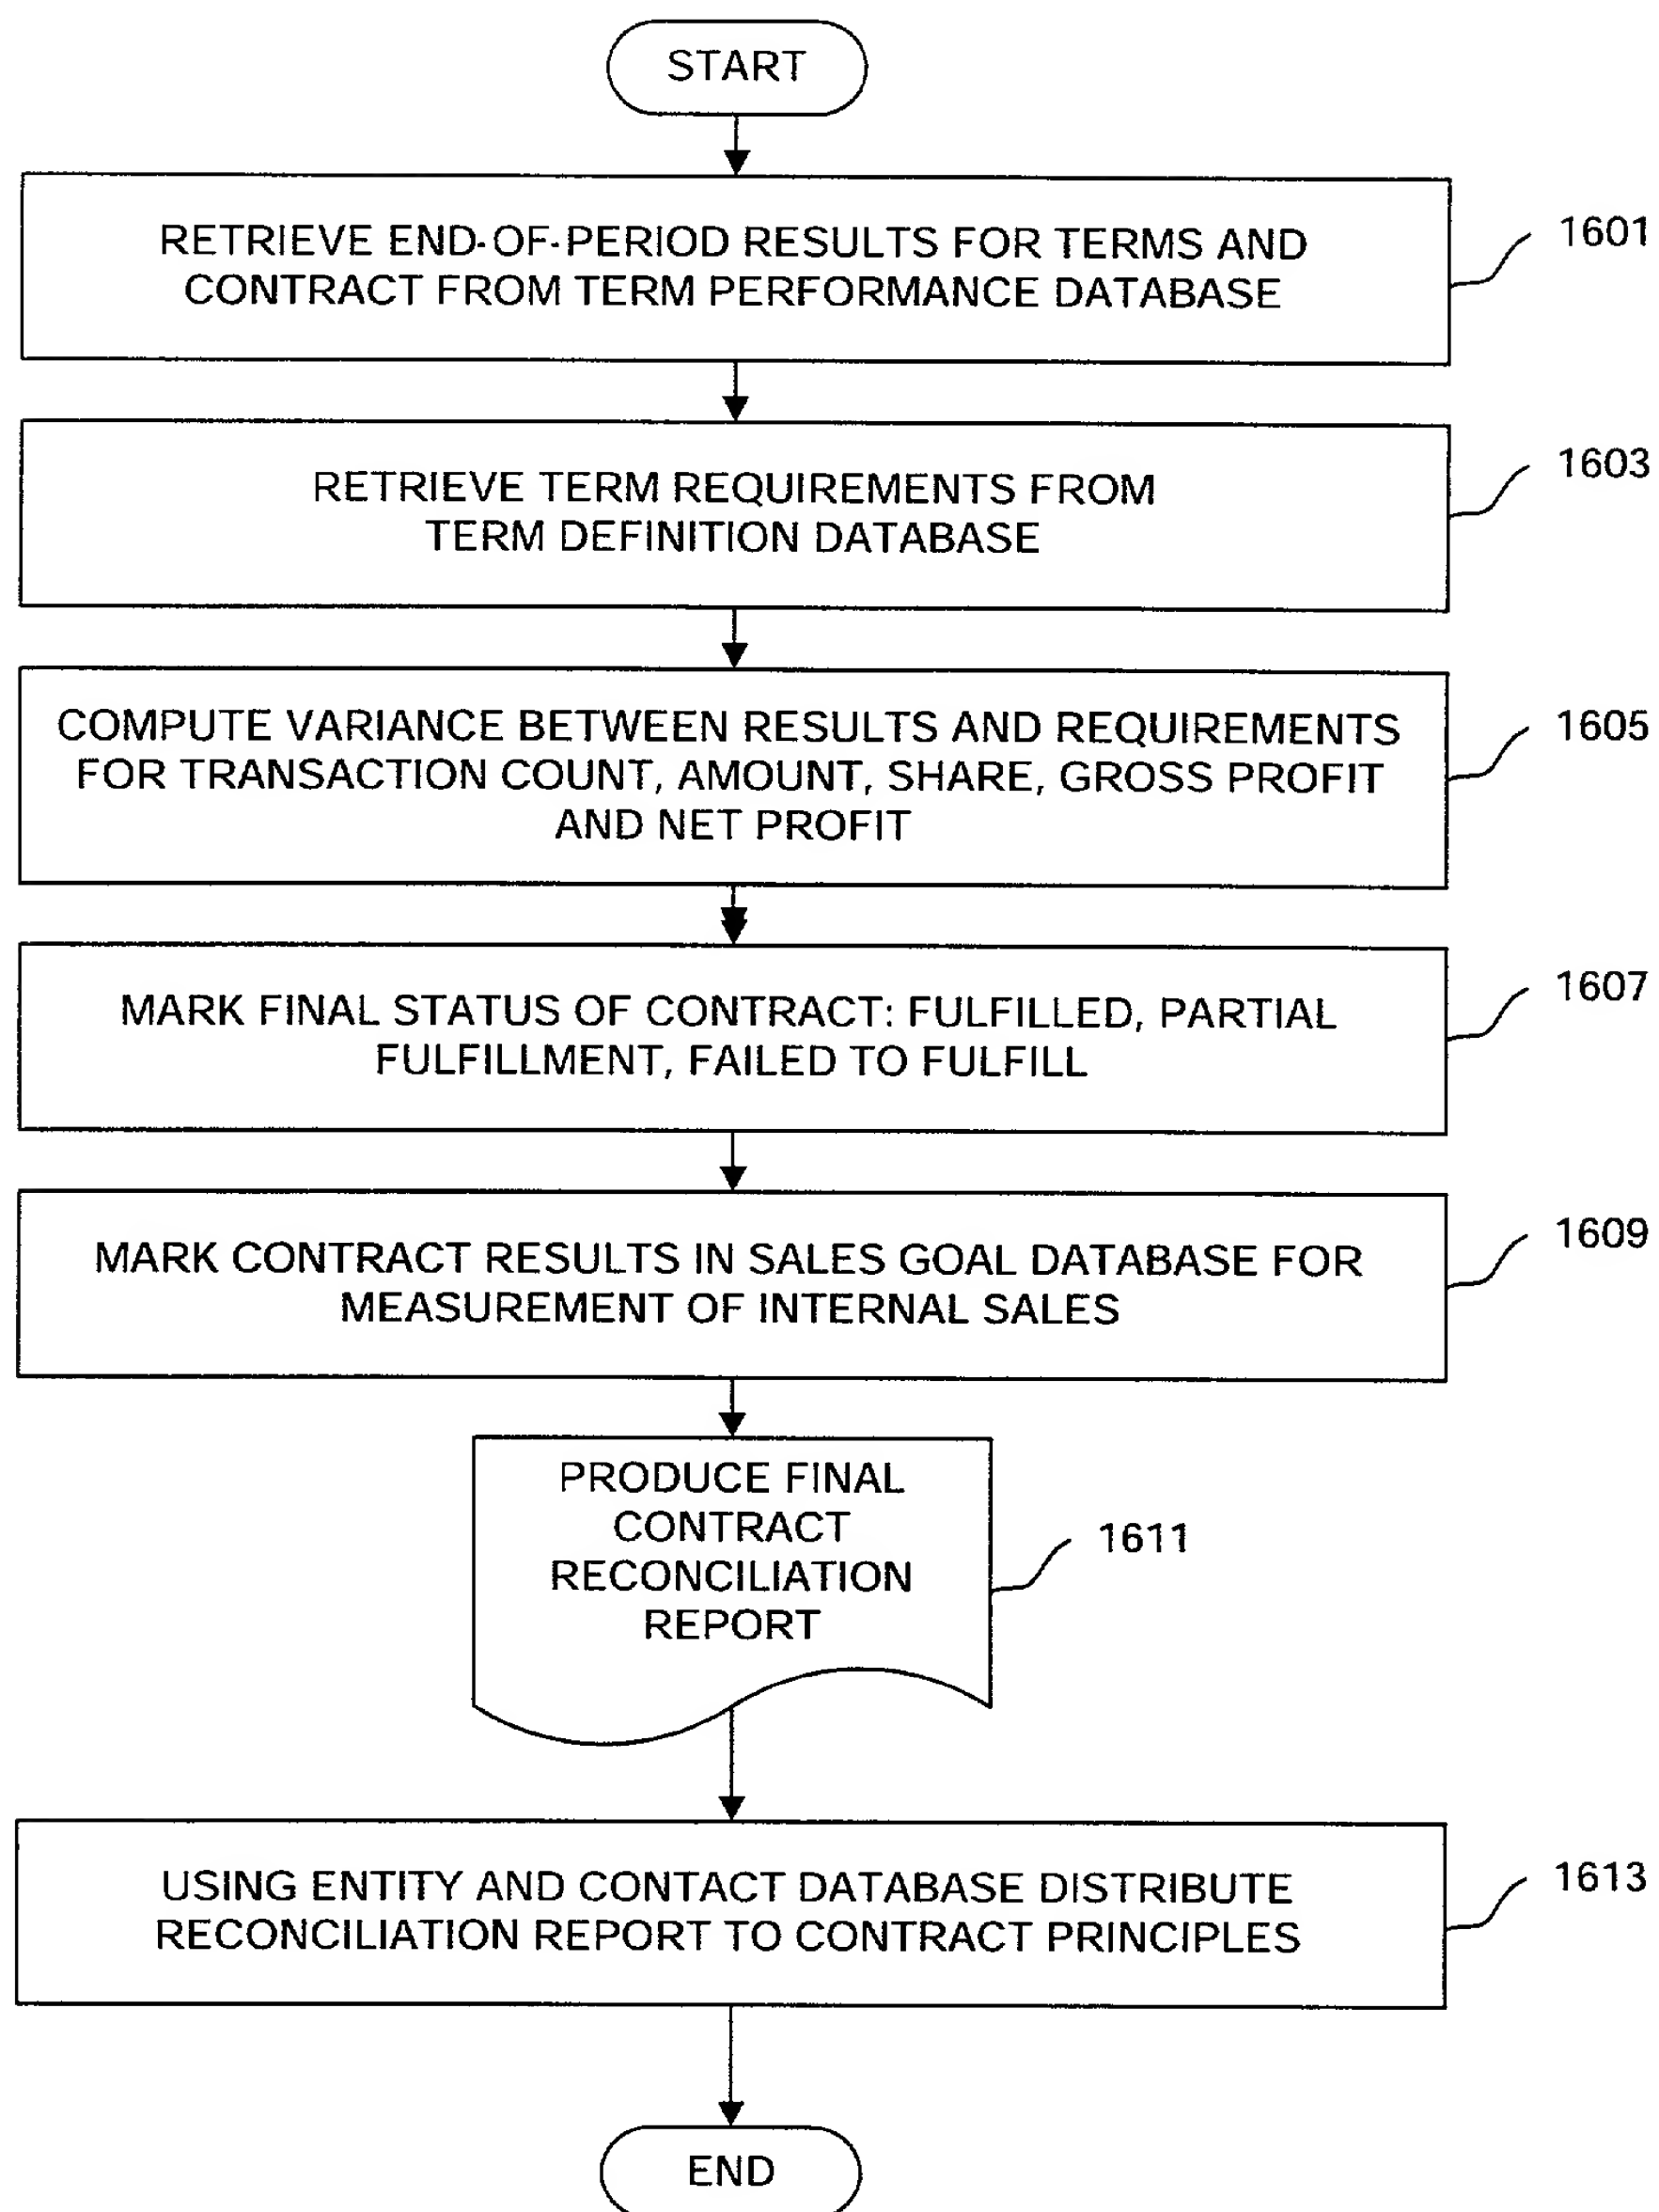 START
RETRIEVE END-OF-PERIOD RESULTS FOR TERMS AND
CONTRACT FROM TERM PERFORMANCE DATABASE
1601
RETRIEVE TERM REQUIREMENTS FROM
TERM DEFINITION DATABASE
1603
COMPUTE VARIANCE BETWEEN RESULTS AND REQUIREMENTS
FOR TRANSACTION COUNT, AMOUNT, SHARE, GROSS PROFIT
AND NET PROFIT
1605
MARK FINAL STATUS OF CONTRACT: FULFILLED, PARTIAL
FULFILLMENT, FAILED TO FULFILL
1607
MARK CONTRACT RESULTS IN SALES GOAL DATABASE FOR
MEASUREMENT OF INTERNAL SALES
1609
PRODUCE FINAL
CONTRACT
RECONCILIATION
REPORT
1611
USING ENTITY AND CONTACT DATABASE DISTRIBUTE
RECONCILIATION REPORT TO CONTRACT PRINCIPLES
1613
END